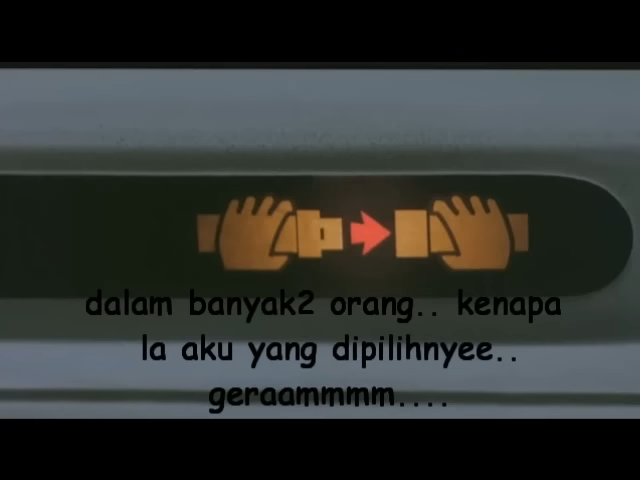 dalam banyak2 orang.. kenapa
la aku yang dipilihnyee..
geraammmm....